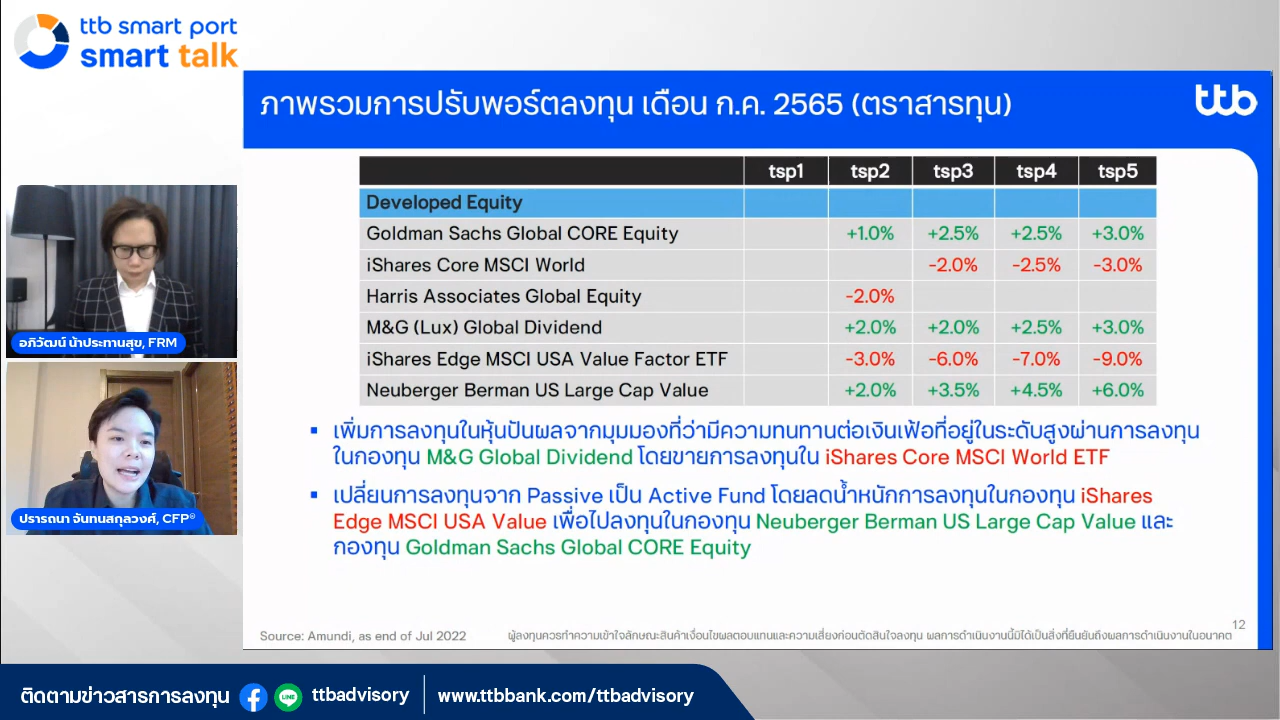 ttb smart port
smart talk
ภาพรวมการปรับพอร์ตลงทุน เดือน ก.ค. 2565 (ตราสารทุน)
ttb
tsp1 tsp2 tsp3 tsp4 tsp5
Developed Equity
Goldman Sachs Global CORE Equity +1.0% +2.5% +2.5% +3.0%
iShares Core MSCI World -2.0% -2.5% -3.0%
Harris Associates Global Equity -2.0%
M&G (Lux) Global Dividend +2.0% +2.0% +2.5% +3.0%
iShares Edge MSCI USA Value Factor ETF -3.0% -6.0% -7.0% -9.0%
Neuberger Berman US Large Cap Value +2.0% +3.5% +4.5% +6.0%
▪ เพิ่มการลงทุนในหุ้นปันผลจากมุมมองที่ว่ามีความทนทานต่อเงินเฟ้อที่อยู่ในระดับสูงผ่านการลงทุน
ในกองทุน M&G Global Dividend โดยขายการลงทุนใน iShares Core MSCI World ETF
▪ เปลี่ยนการลงทุนจาก Passive เป็น Active Fund โดยลดน้ำหนักการลงทุนในกองทุน iShares
Edge MSCI USA Value เพื่อไปลงทุนในกองทุน Neuberger Berman US Large Cap Value และ
กองทุน Goldman Sachs Global CORE Equity
อภิวัฒน์ น้าประทานสุข, FRM
ปรารถนา จันทนสกุลวงศ์, CFP®
12
Source: Amundi, as end of Jul 2022 ผู้ลงทุนควรทำความเข้าใจลักษณะสินค้าเงื่อนไขผลตอบแทนและความเสี่ยงก่อนตัดสินใจลงทุน ผลการดำเนินงานนี้มิได้เป็นสิ่งที่ยืนยันถึงผลการดำเนินงานในอนาคต
ติดตามข่าวสารการลงทุน f LINE ttbadvisory www.ttbbank.com/ttbadvisory